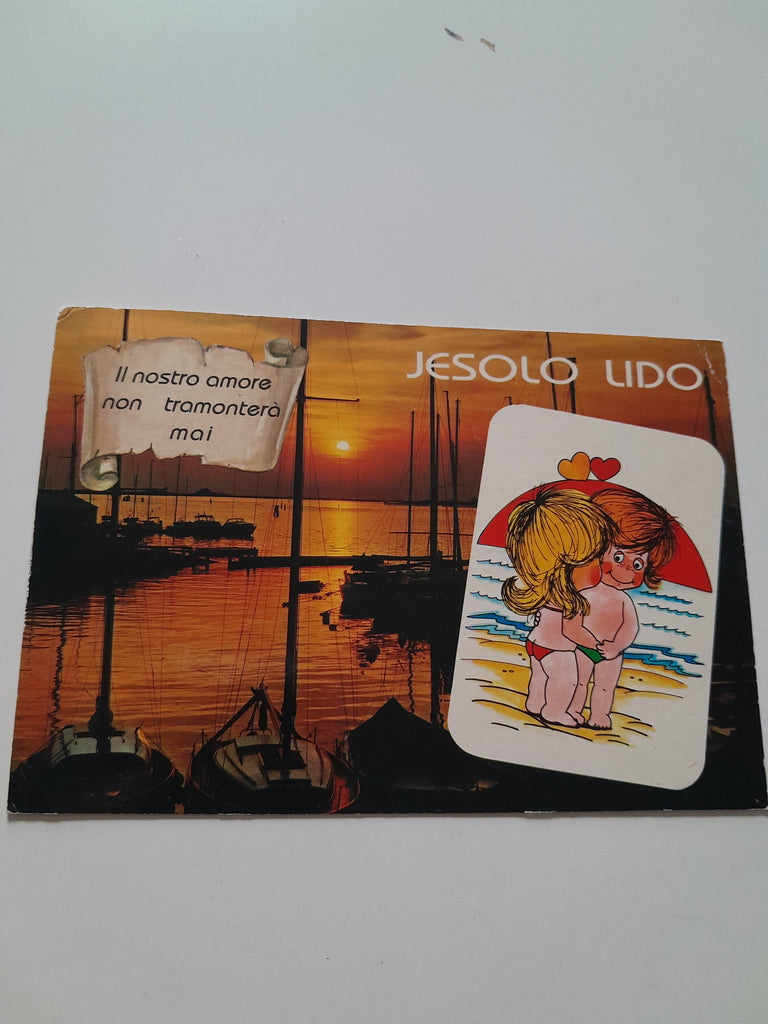 Il nostro amore
non tramonterà
mai
JESOLO LIDO